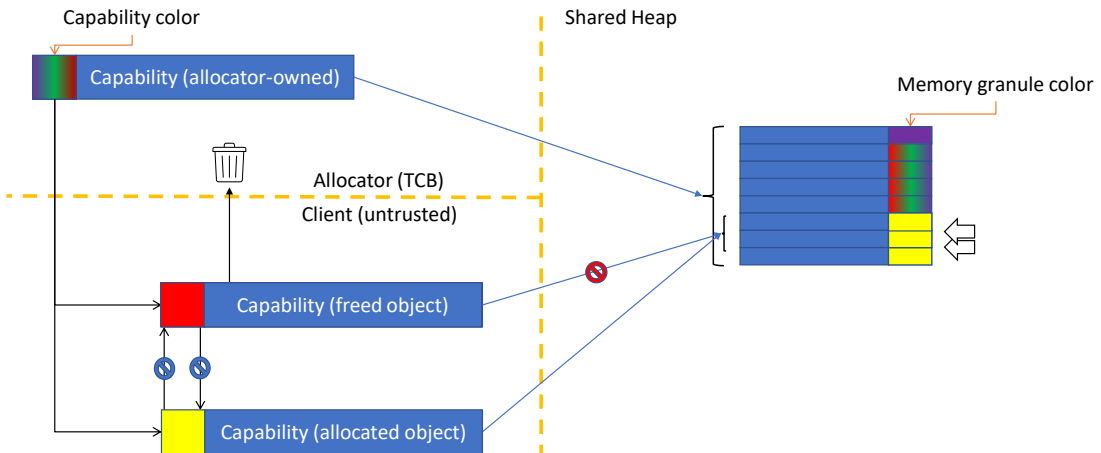 Capability color
Shared Heap
Capability (allocator-owned)
Memory granule color
Allocator (TCB)
Client (untrusted)
Capability (freed object)
Capability (allocated object)